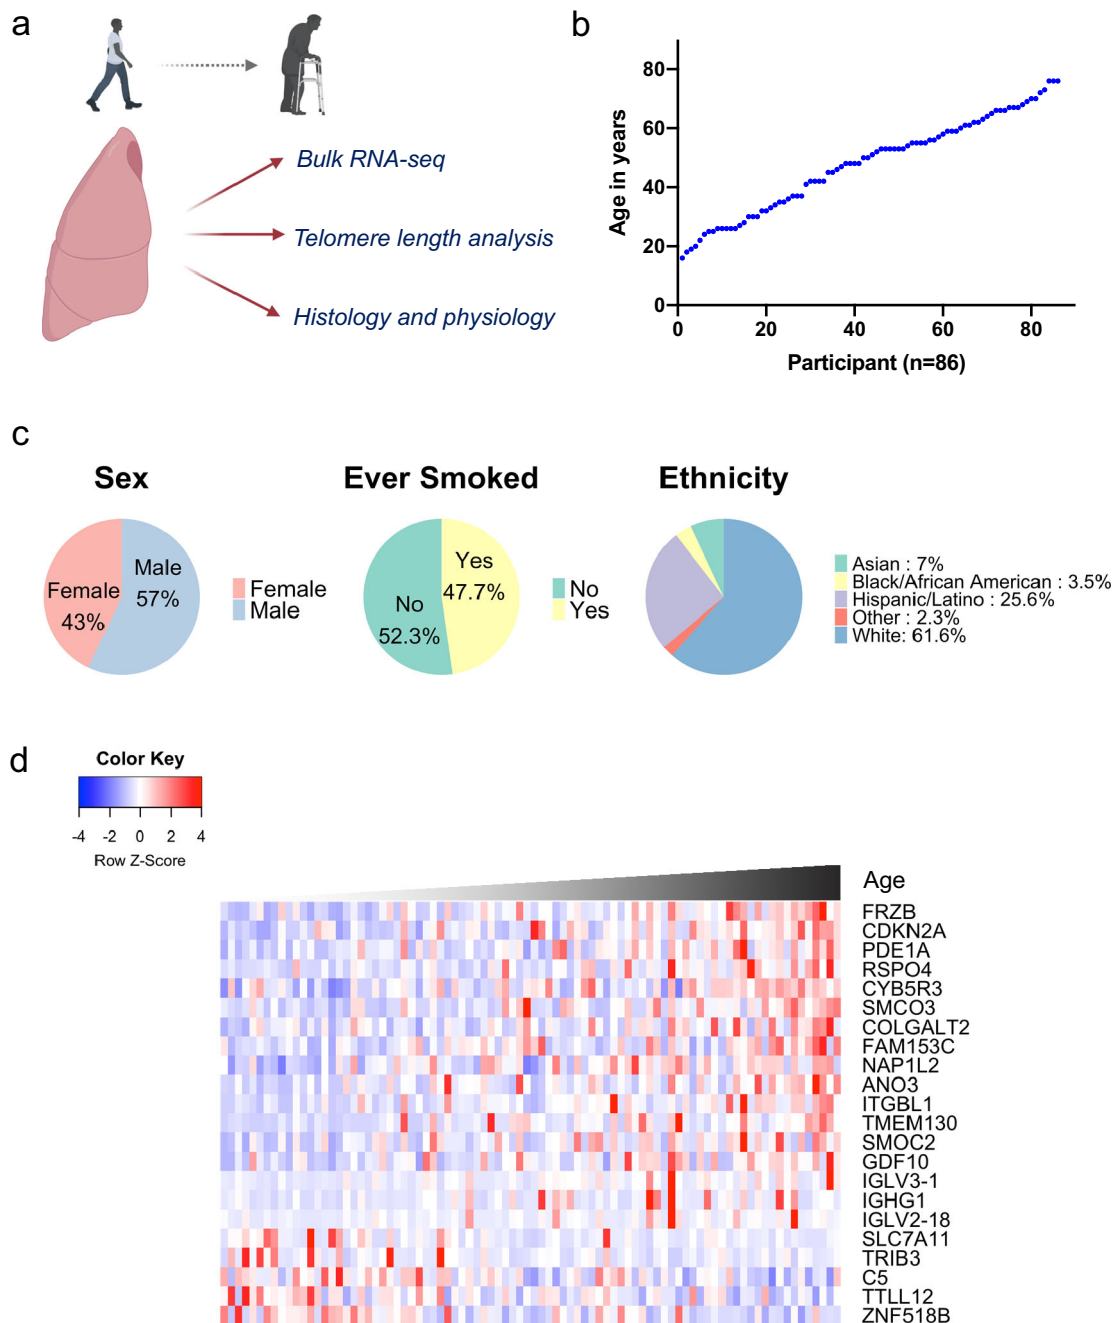 a
Bulk RNA-seq
Telomere length analysis
Histology and physiology
b
Age in years
80
60
40
20
0
0 20 40 60 80
Participant (n=86)
c
Sex
Female
43%
Male
57%
Female
Male
Ever Smoked
Yes
47.7%
No
52.3%
No
Yes
Ethnicity
Asian : 7%
Black/African American : 3.5%
Hispanic/Latino : 25.6%
Other : 2.3%
White: 61.6%
d
Color Key
-4 -2 0 2 4
Row Z-Score
Age
FRZB
CDKN2A
PDE1A
RSPO4
CYB5R3
SMCO3
COLGALT2
FAM153C
NAP1L2
ANO3
ITGBL1
TMEM130
SMOC2
GDF10
IGLV3-1
IGHG1
IGLV2-18
SLC7A11
TRIB3
C5
TTLL12
ZNF518B